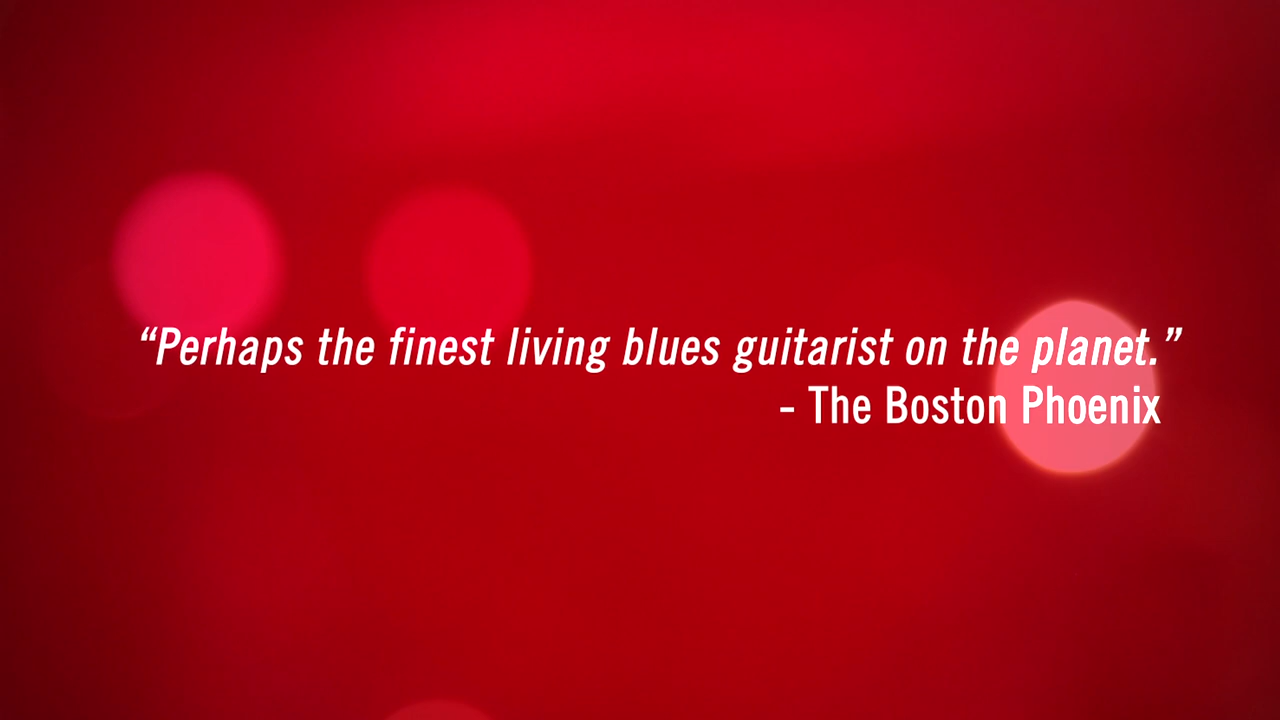 “Perhaps the finest living blues guitarist on the planet.”
- The Boston Phoenix